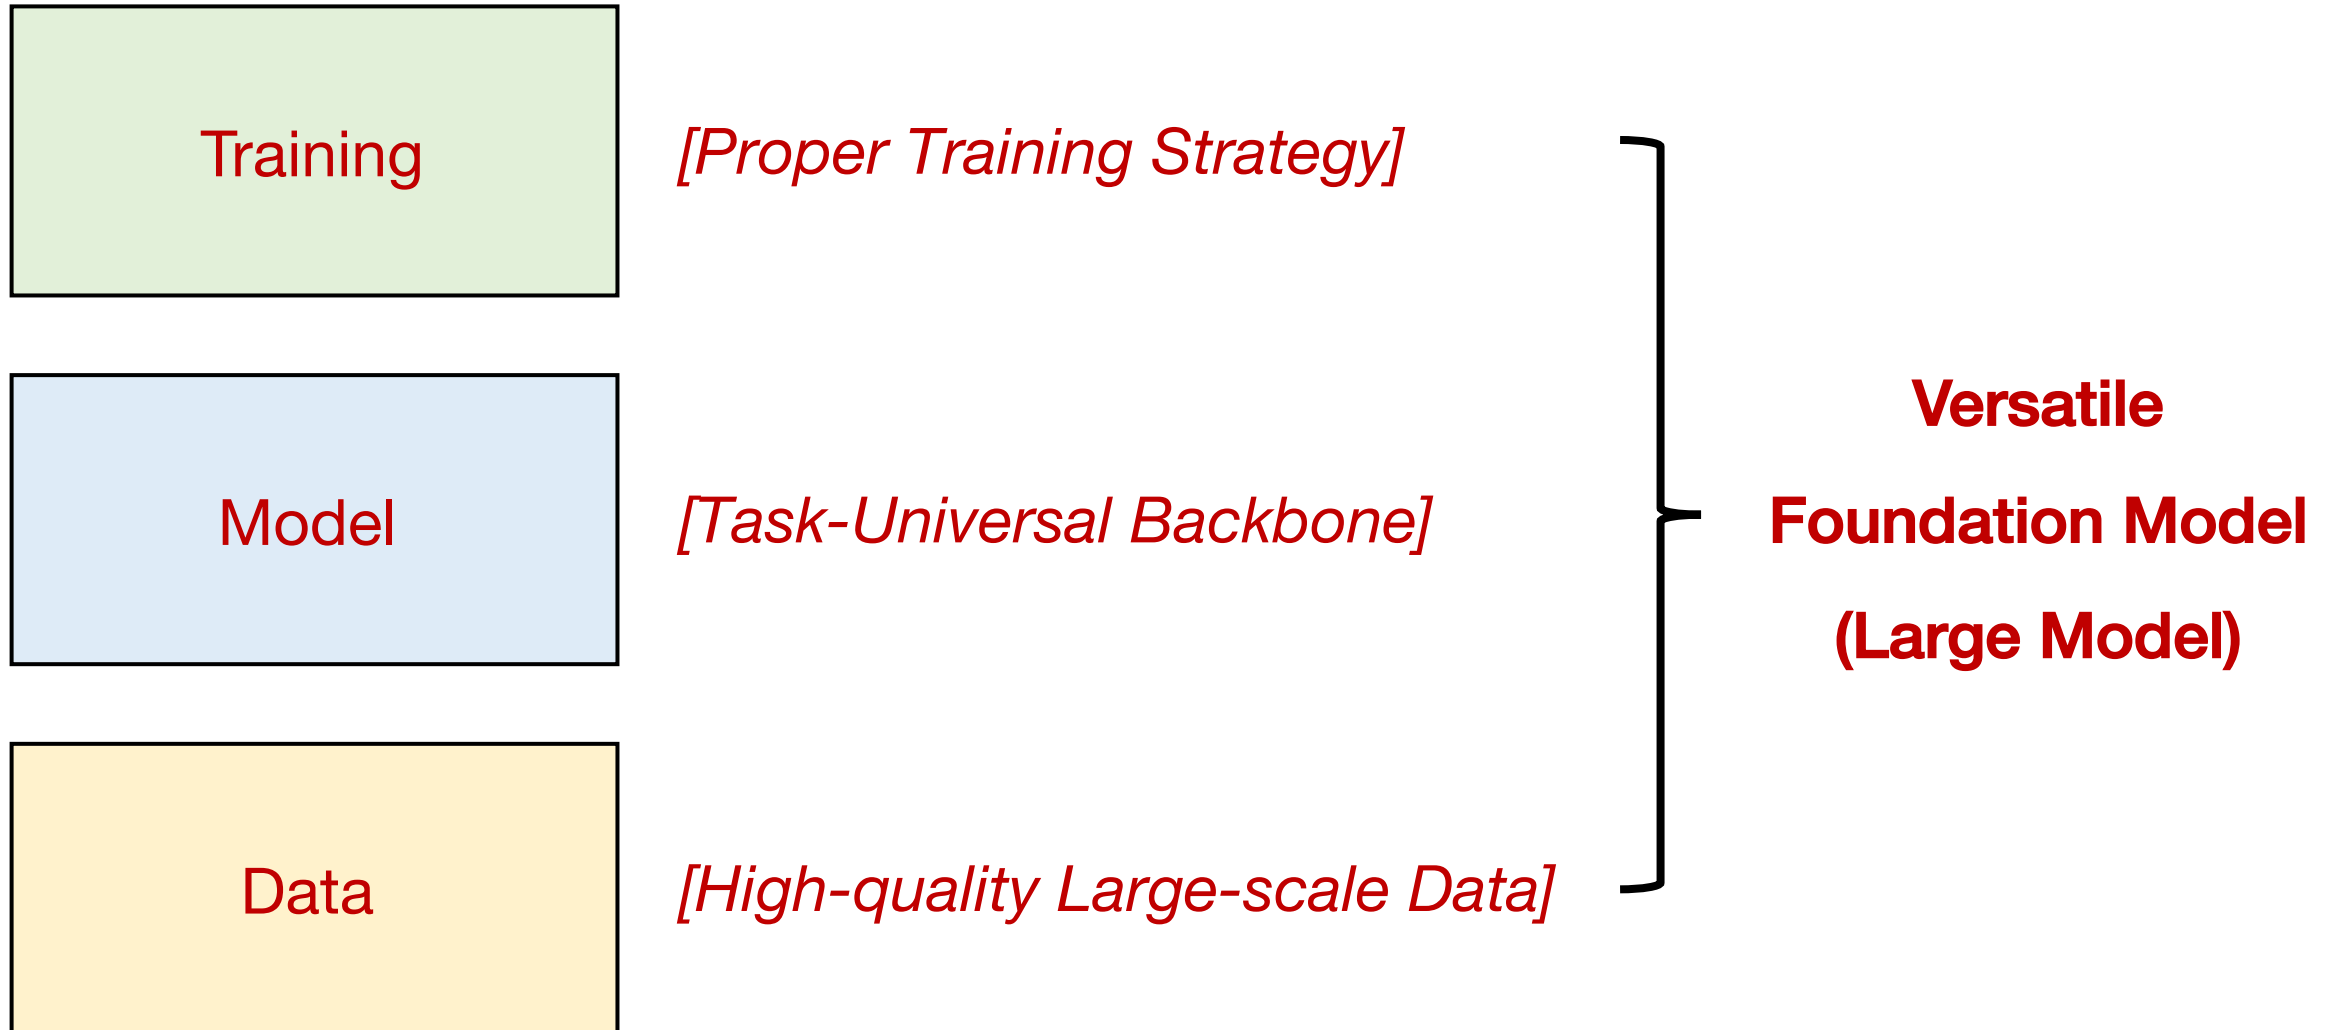 Training
[Proper Training Strategy]
Model
[Task-Universal Backbone]
Data
[High-quality Large-scale Data]
Versatile
Foundation Model
(Large Model)